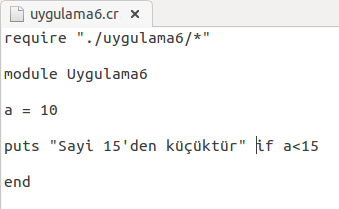 uygulama6.cr
require "./uygulama6/*"
module Uygulama6
a = 10
puts "Sayi 15'den küçüktür" if a<15
end